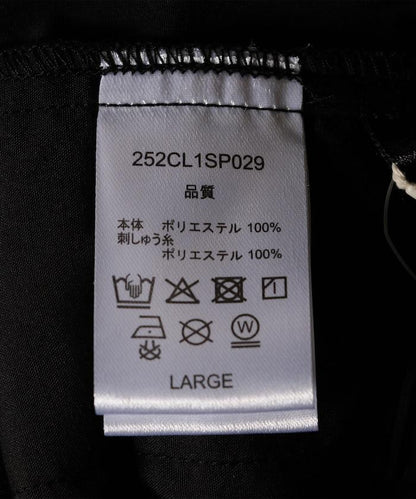 252CL1SP029
品質
本体 ポリエステル 100%
刺しゅう糸
ポリエステル 100%
W
LARGE